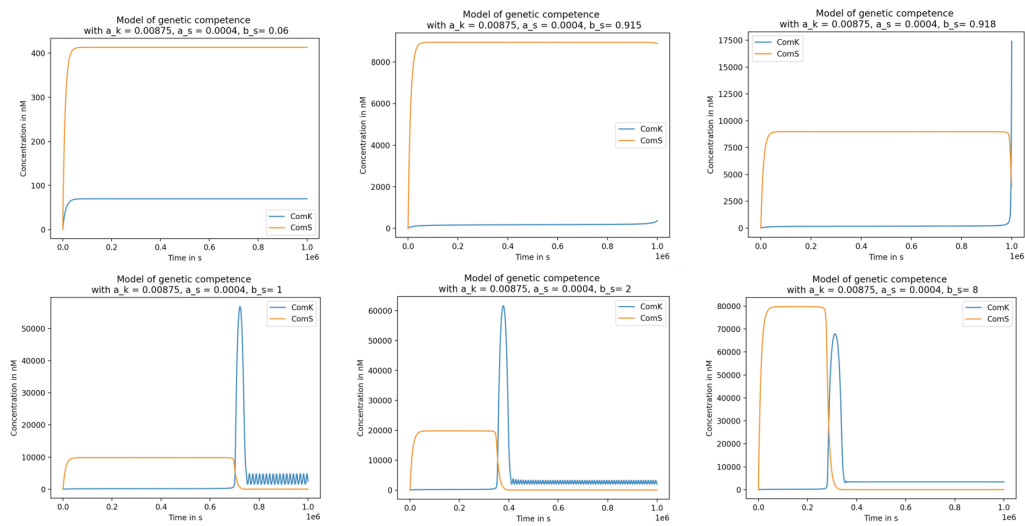 Model of genetic competence
with a_k = 0.00875, a_s = 0.0004, b_s= 0.06
Concentration in nM
400
300
200
100
0
ComK
ComS
0.0 0.2 0.4 0.6 0.8 1.0
Time in s
1e6
Model of genetic competence
with a_k = 0.00875, a_s = 0.0004, b_s= 0.915
Concentration in nM
8000
6000
4000
2000
0
ComK
ComS
0.0 0.2 0.4 0.6 0.8 1.0
Time in s
1e6
Model of genetic competence
with a_k = 0.00875, a_s = 0.0004, b_s= 0.918
Concentration in nM
17500
15000
12500
10000
7500
5000
2500
0
ComK
ComS
0.0 0.2 0.4 0.6 0.8 1.0
Time in s
1e6
Model of genetic competence
with a_k = 0.00875, a_s = 0.0004, b_s= 1
Concentration in nM
50000
40000
30000
20000
10000
0
ComK
ComS
0.0 0.2 0.4 0.6 0.8 1.0
Time in s
1e6
Model of genetic competence
with a_k = 0.00875, a_s = 0.0004, b_s= 2
Concentration in nM
60000
50000
40000
30000
20000
10000
0
ComK
ComS
0.0 0.2 0.4 0.6 0.8 1.0
Time in s
1e6
Model of genetic competence
with a_k = 0.00875, a_s = 0.0004, b_s= 8
Concentration in nM
80000
70000
60000
50000
40000
30000
20000
10000
0
ComK
ComS
0.0 0.2 0.4 0.6 0.8 1.0
Time in s
1e6